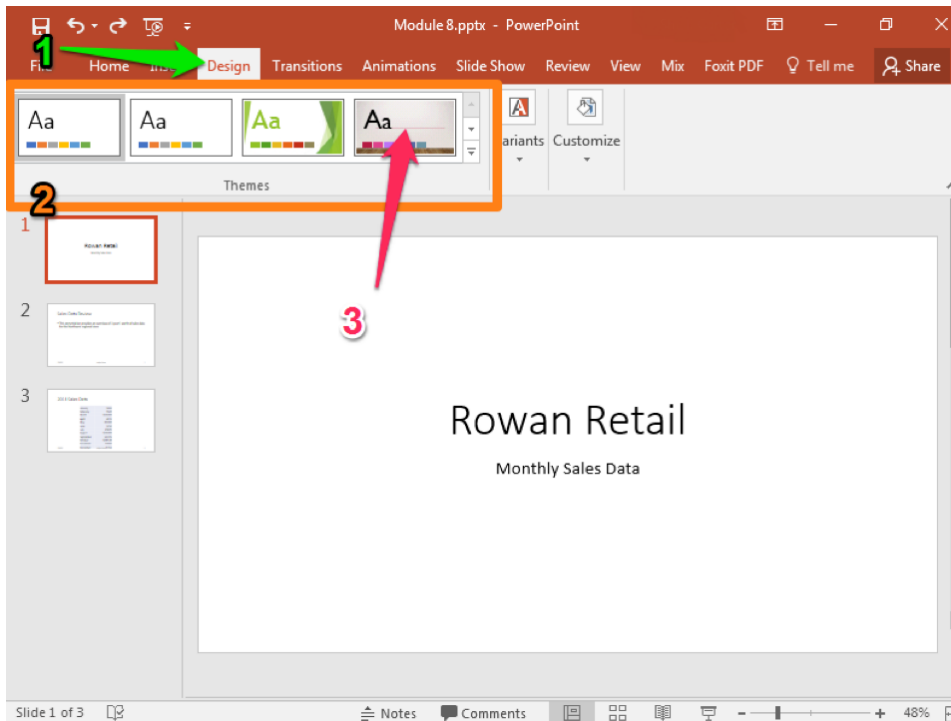 Module 8.pptx - PowerPoint
1
File Home Design Transitions Animations Slide Show Review View Mix Foxit PDF Tell me Share
Aa Aa Aa Aa
ariants Customize
Themes
2
1
Rowan Retail
2
3
3
Rowan Retail
Monthly Sales Data
Slide 1 of 3 Notes Comments 48%